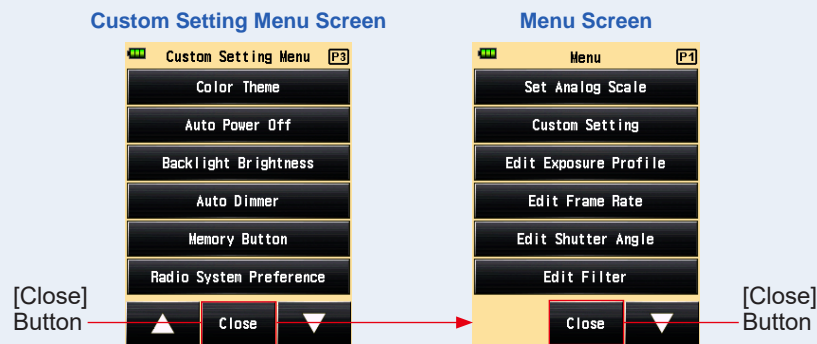 Custom Setting Menu Screen
Custom Setting Menu P3
Color Theme
Auto Power Off
Backlight Brightness
Auto Dimmer
Memory Button
Radio System Preference
Close
[Close]
Button
Menu Screen
Menu P1
Set Analog Scale
Custom Setting
Edit Exposure Profile
Edit Frame Rate
Edit Shutter Angle
Edit Filter
Close
[Close]
Button